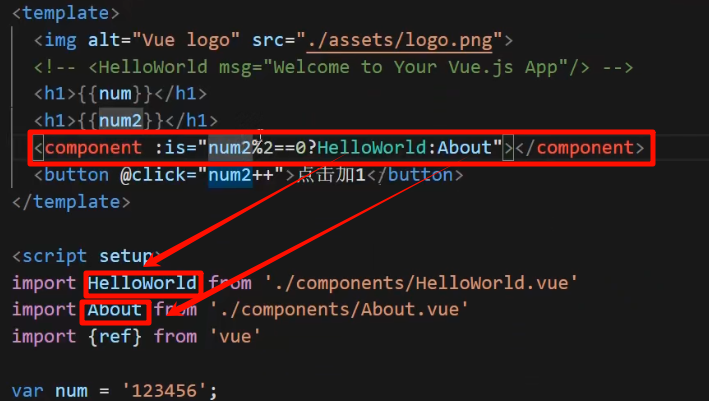 <template>
<img alt="Vue logo" src="./assets/logo.png">
<!-- <HelloWorld msg="Welcome to Your Vue.js App"/> -->
<h1>{{num}}</h1>
<h1>{{num2}}</h1>
<component :is="num2%2==0?HelloWorld:About"></component>
<button @click="num2++">点击加1</button>
</template>
<script setup>
import HelloWorld from './components/HelloWorld.vue'
import About from './components/About.vue'
import {ref} from 'vue'
var num = '123456';